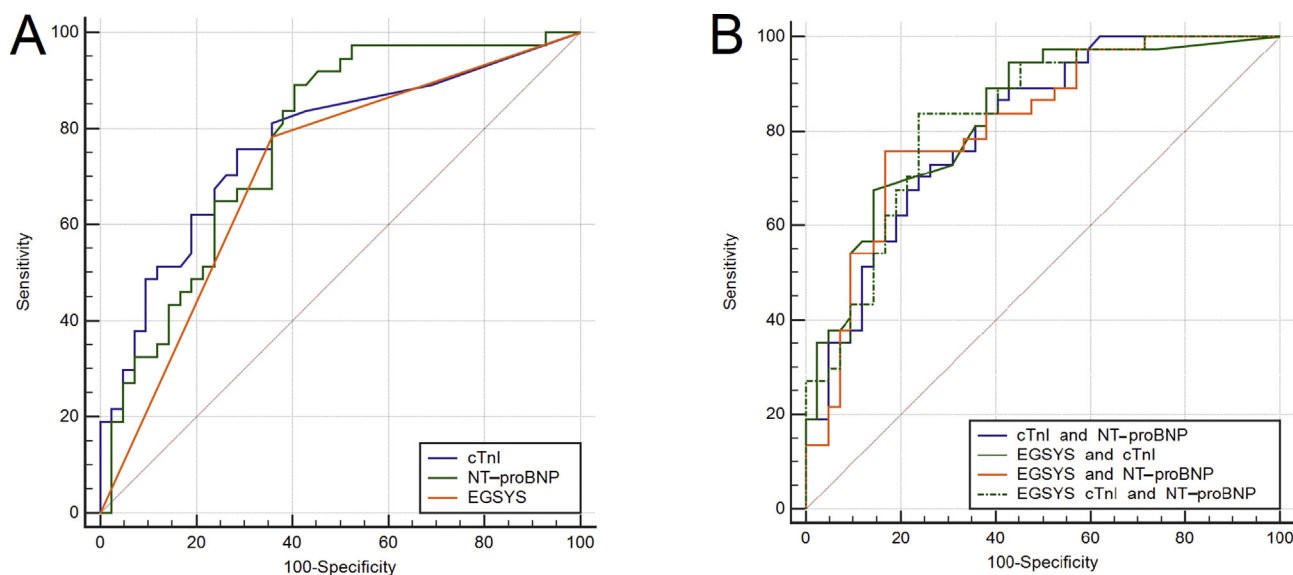 A
100
80
60
40
20
0
Sensitivity
0
20
40
60
80
100
100-Specificity
cTnI
NT-proBNP
EGSYS
B
100
80
60
40
20
0
Sensitivity
0
20
40
60
80
100
100-Specificity
cTnI and NT-proBNP
EGSYS and cTnI
EGSYS and NT-proBNP
EGSYS cTnI and NT-proBNP